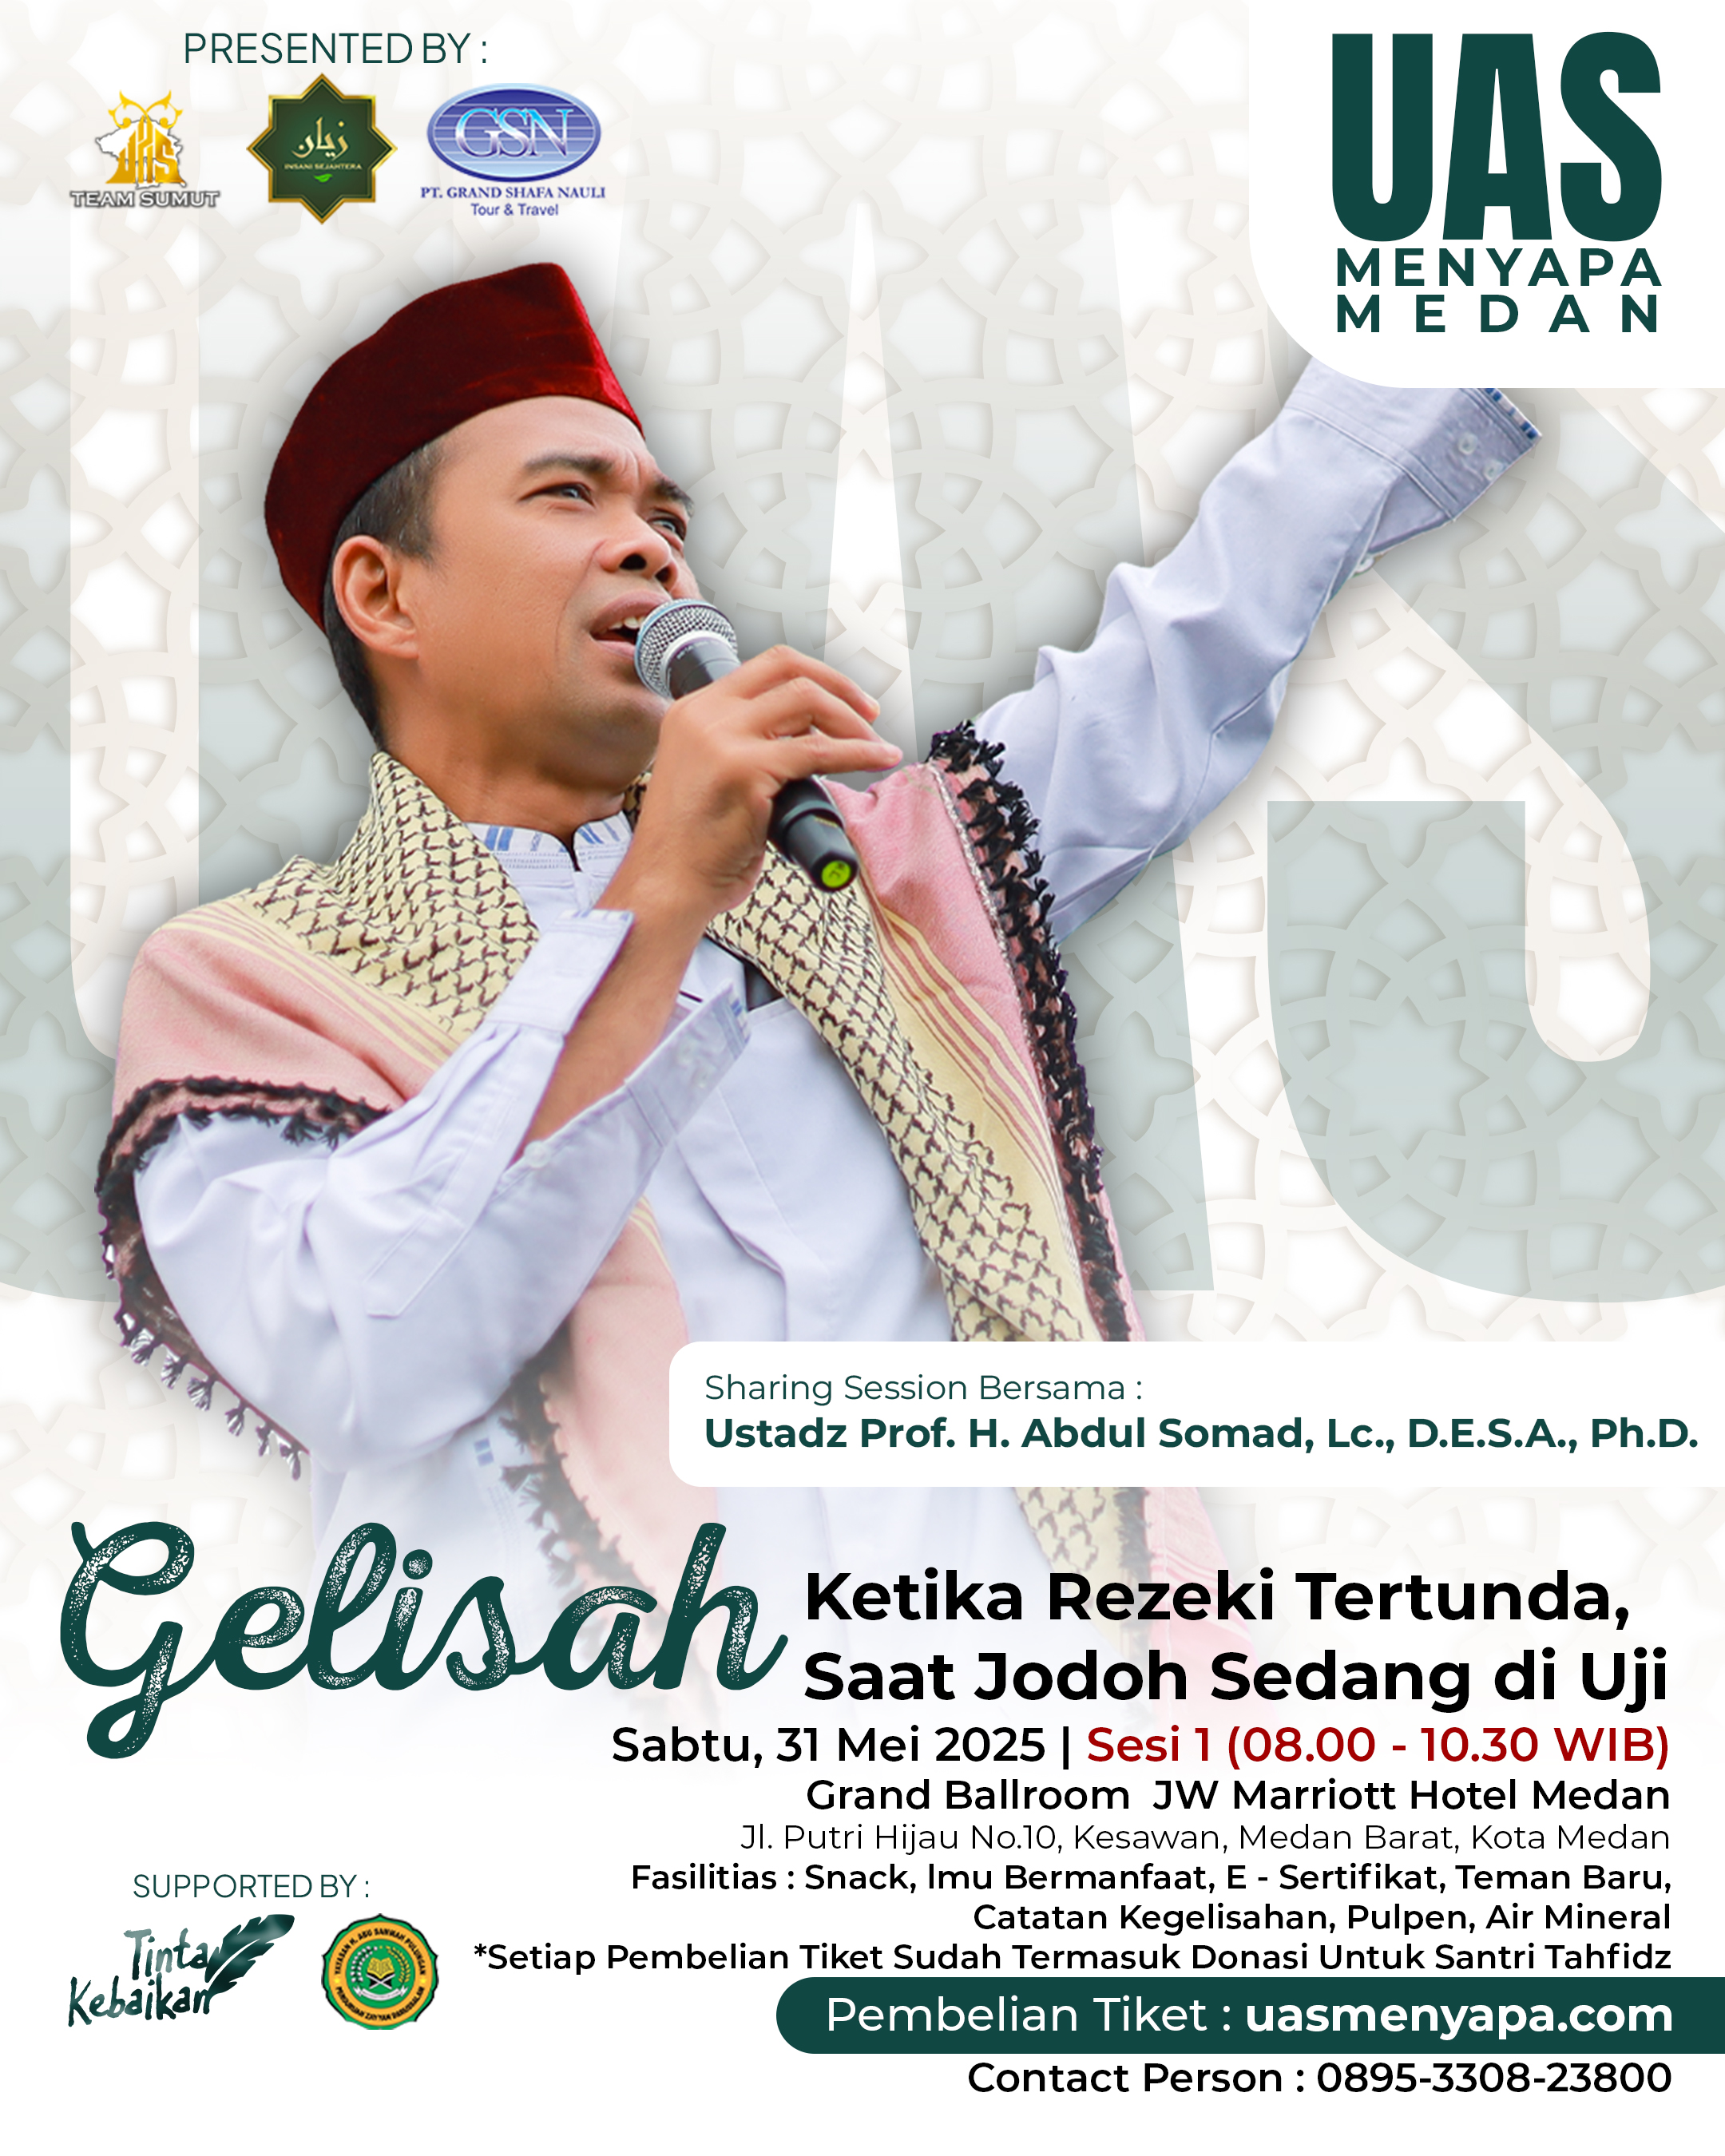 PRESENTED BY :
TEAM SUMUT
زيان
INSANI SEJAHTERA
GSN
PT. GRAND SHAFA NAULI
Tour & Travel
UAS
MENYAPA
MEDAN
Sharing Session Bersama :
Ustadz Prof. H. Abdul Somad, Lc., D.E.S.A., Ph.D.
Gelisah
Ketika Rezeki Tertunda,
Saat Jodoh Sedang di Uji
Sabtu, 31 Mei 2025 | Sesi 1 (08.00 - 10.30 WIB)
Grand Ballroom JW Marriott Hotel Medan
Jl. Putri Hijau No.10, Kesawan, Medan Barat, Kota Medan
Fasilitias : Snack, lmu Bermanfaat, E - Sertifikat, Teman Baru,
Catatan Kegelisahan, Pulpen, Air Mineral
*Setiap Pembelian Tiket Sudah Termasuk Donasi Untuk Santri Tahfidz
SUPPORTED BY :
Tinta
Kebaikan
Pembelian Tiket : uasmenyapa.com
Contact Person : 0895-3308-23800